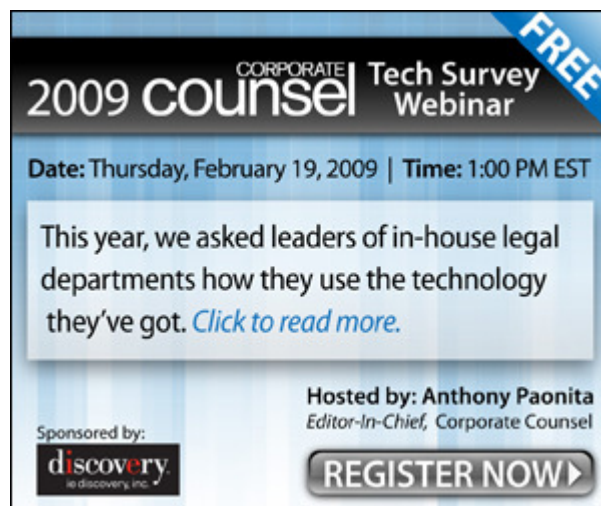 FREE
2009 CORPORATE counsel Tech Survey Webinar
Date: Thursday, February 19, 2009 | Time: 1:00 PM EST
This year, we asked leaders of in-house legal
departments how they use the technology
they've got. Click to read more.
Hosted by: Anthony Paonita
Editor-In-Chief, Corporate Counsel
Sponsored by:
discovery
ie discovery, inc.
REGISTER NOW